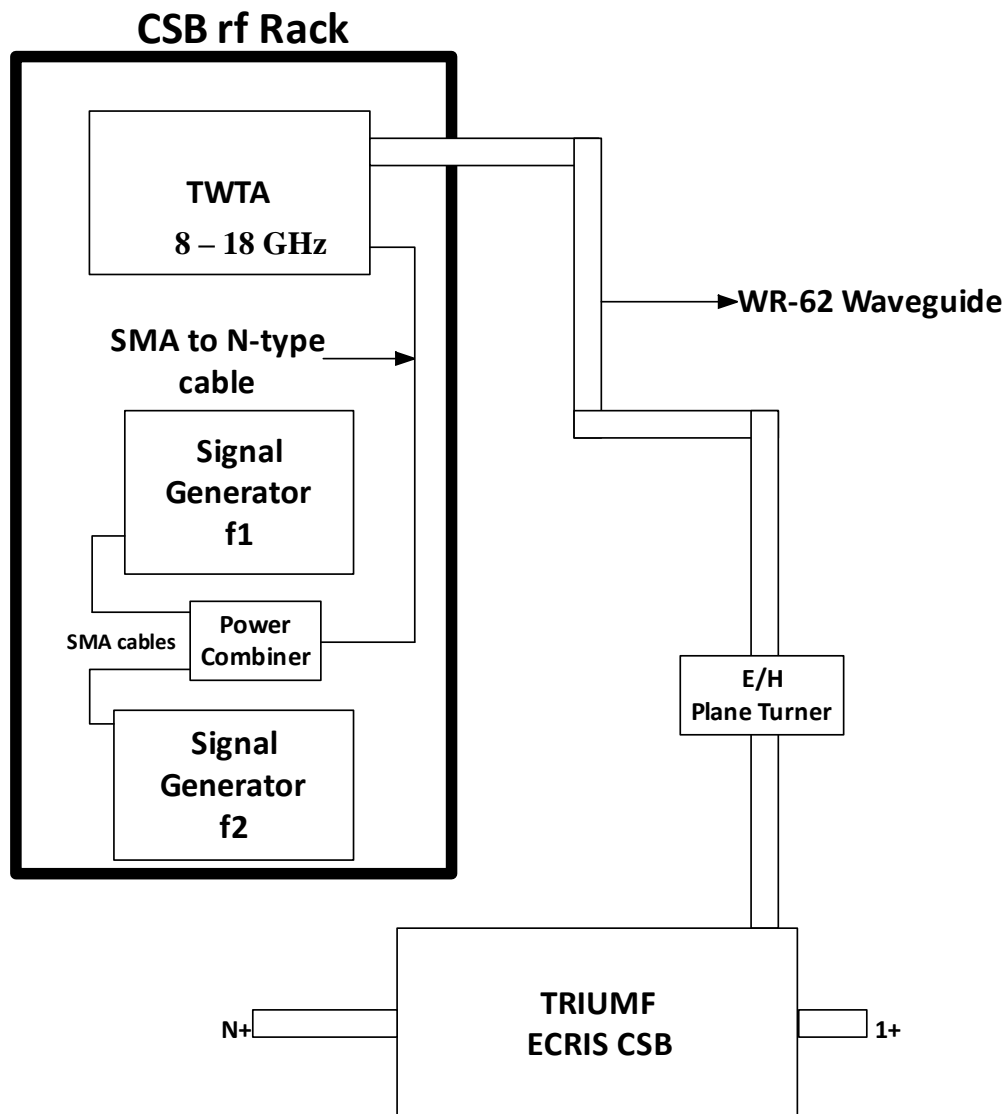 CSB rf Rack
TWTA
8 – 18 GHz
WR-62 Waveguide
SMA to N-type
cable
Signal
Generator
f1
SMA cables
Power
Combiner
E/H
Plane Turner
Signal
Generator
f2
TRIUMF
ECRIS CSB
N+
1+